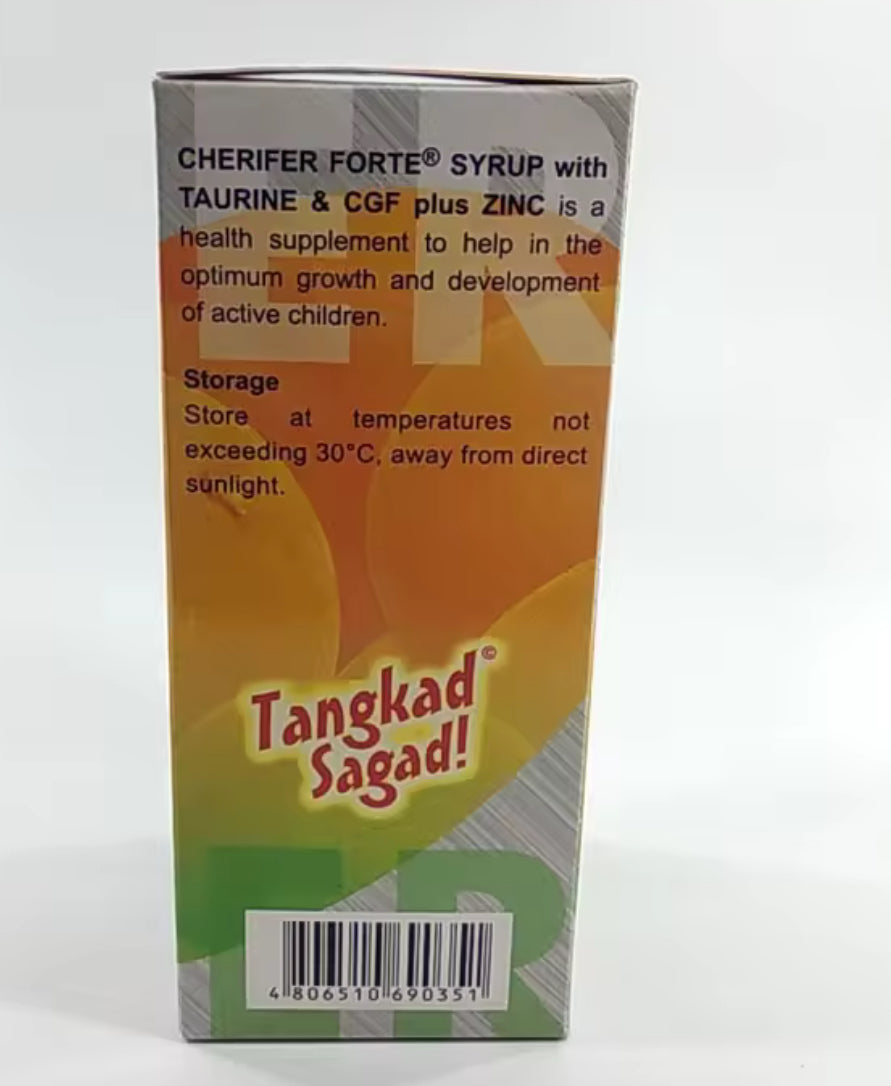 CHERIFER FORTE® SYRUP with
TAURINE & CGF plus ZINC is a
health supplement to help in the
optimum growth and development
of active children.
Storage
Store at temperatures not
exceeding 30°C, away from direct
sunlight.
Tangkad©
Sagad!
ER
4 806510 690351